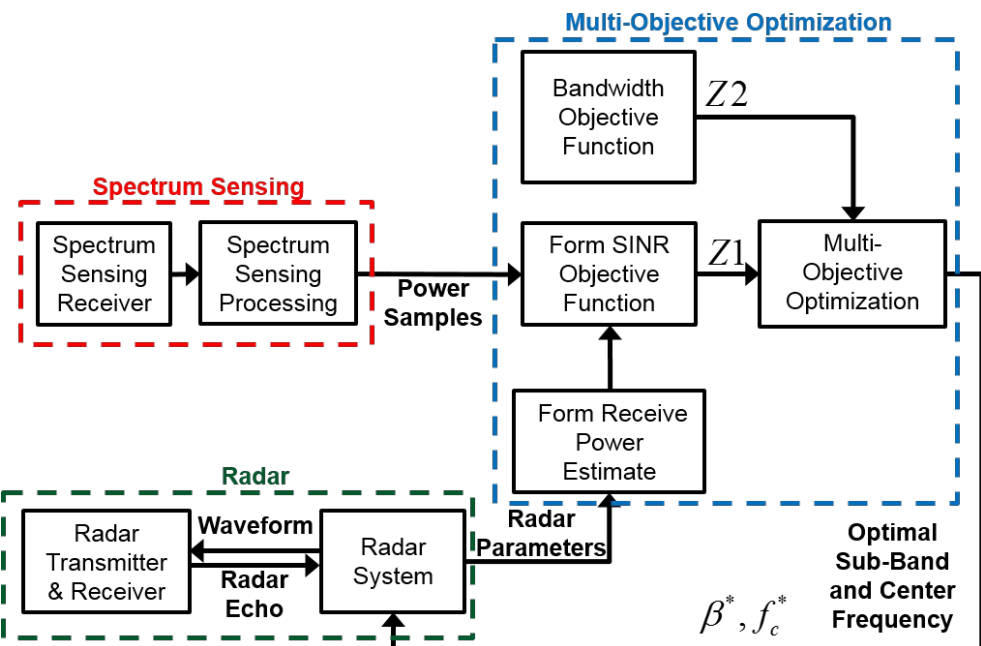 Multi-Objective Optimization
Bandwidth
Objective
Function
Z2
Spectrum Sensing
Spectrum
Sensing
Receiver
Spectrum
Sensing
Processing
Power
Samples
Form SINR
Objective
Function
Z1
Multi-
Objective
Optimization
Form Receive
Power
Estimate
Radar
Radar
Transmitter
& Receiver
Waveform
Radar
Echo
Radar
System
Radar
Parameters
Optimal
Sub-Band
and Center
Frequency
β*, f_c*